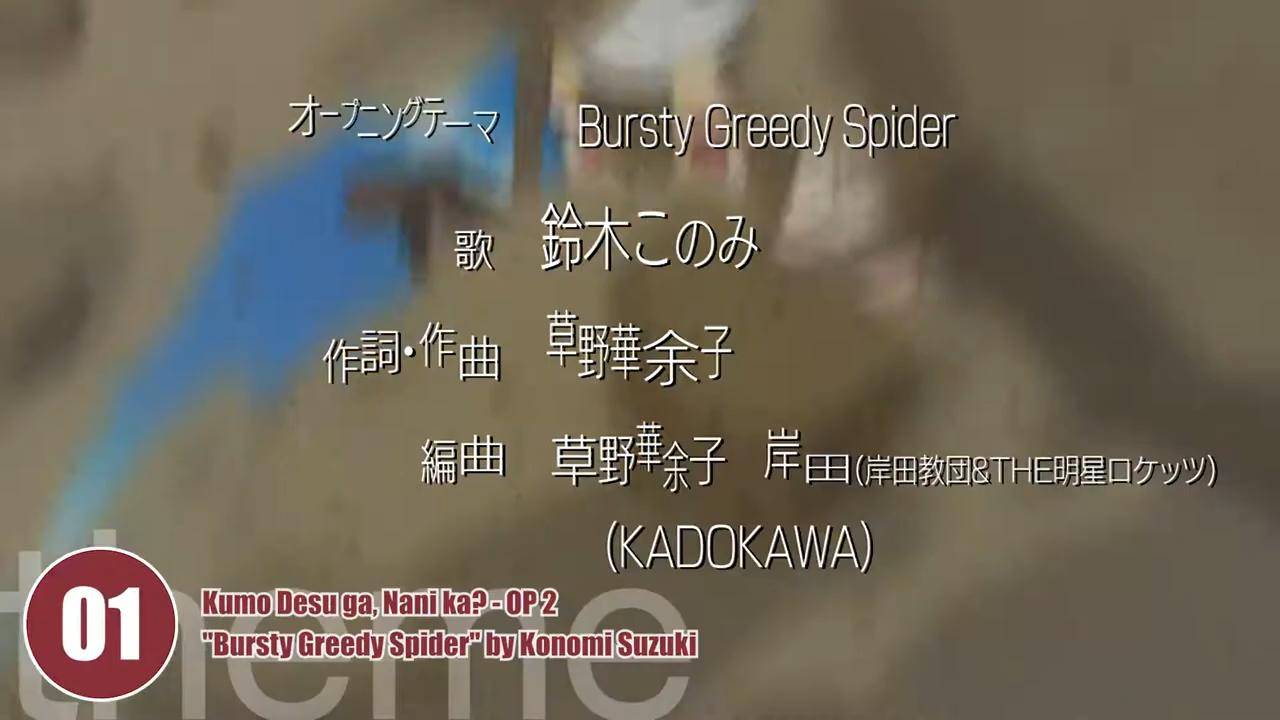 オープニングテーマ Bursty Greedy Spider
歌 鈴木このみ
作詞・作曲 草野華余子
編曲 草野華余子 岸田(岸田教団&THE明星ロケッツ)
(KADOKAWA)
theme
01
Kumo Desu ga, Nani ka? - OP 2
"Bursty Greedy Spider" by Konomi Suzuki